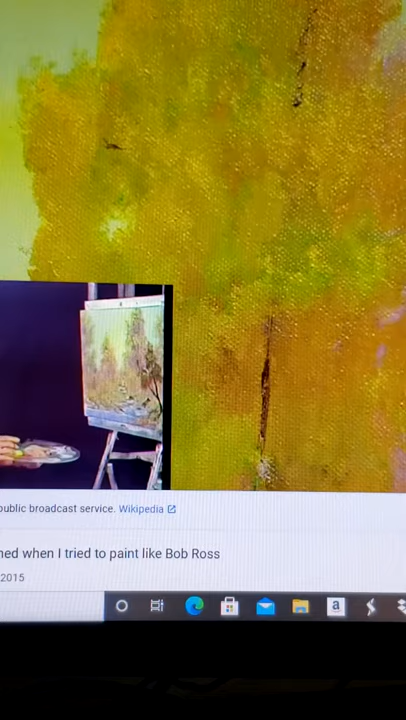 public broadcast service. Wikipedia
ned when I tried to paint like Bob Ross
2015
a